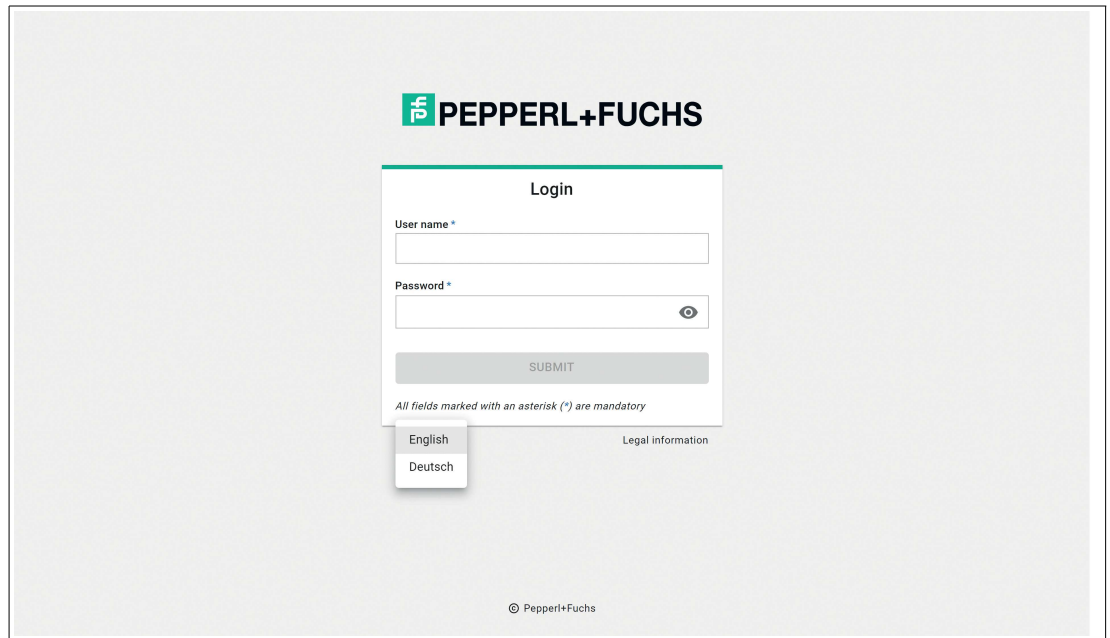 PEPPERL+FUCHS
Login
User name *
Password *
SUBMIT
All fields marked with an asterisk (*) are mandatory
English
Legal information
Deutsch
© Pepperl+Fuchs